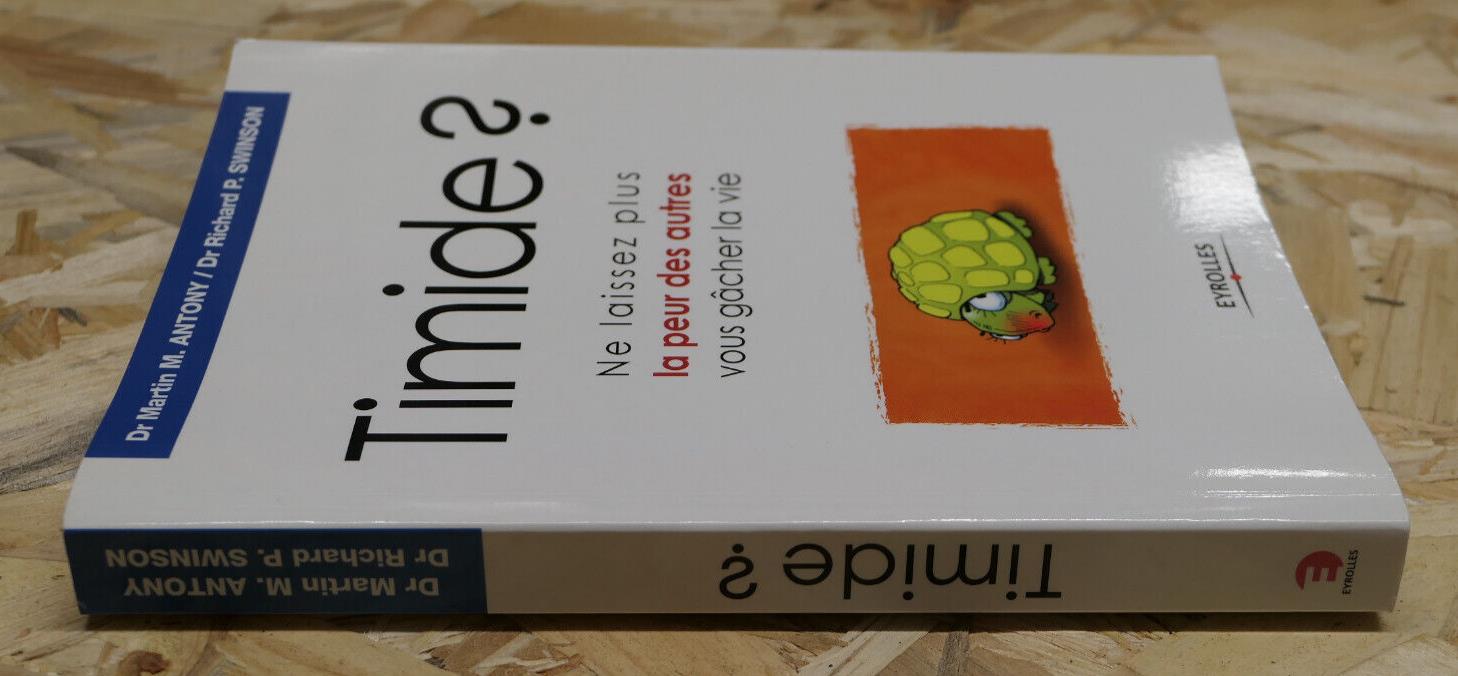 Dr Martin M. ANTONY / Dr Richard P. SWINSON
Timide ?
Ne laissez plus
la peur des autres
vous gâcher la vie
EYROLLES
Dr Martin M. ANTONY
Dr Richard P. SWINSON
Timide ?
E
EYROLLES